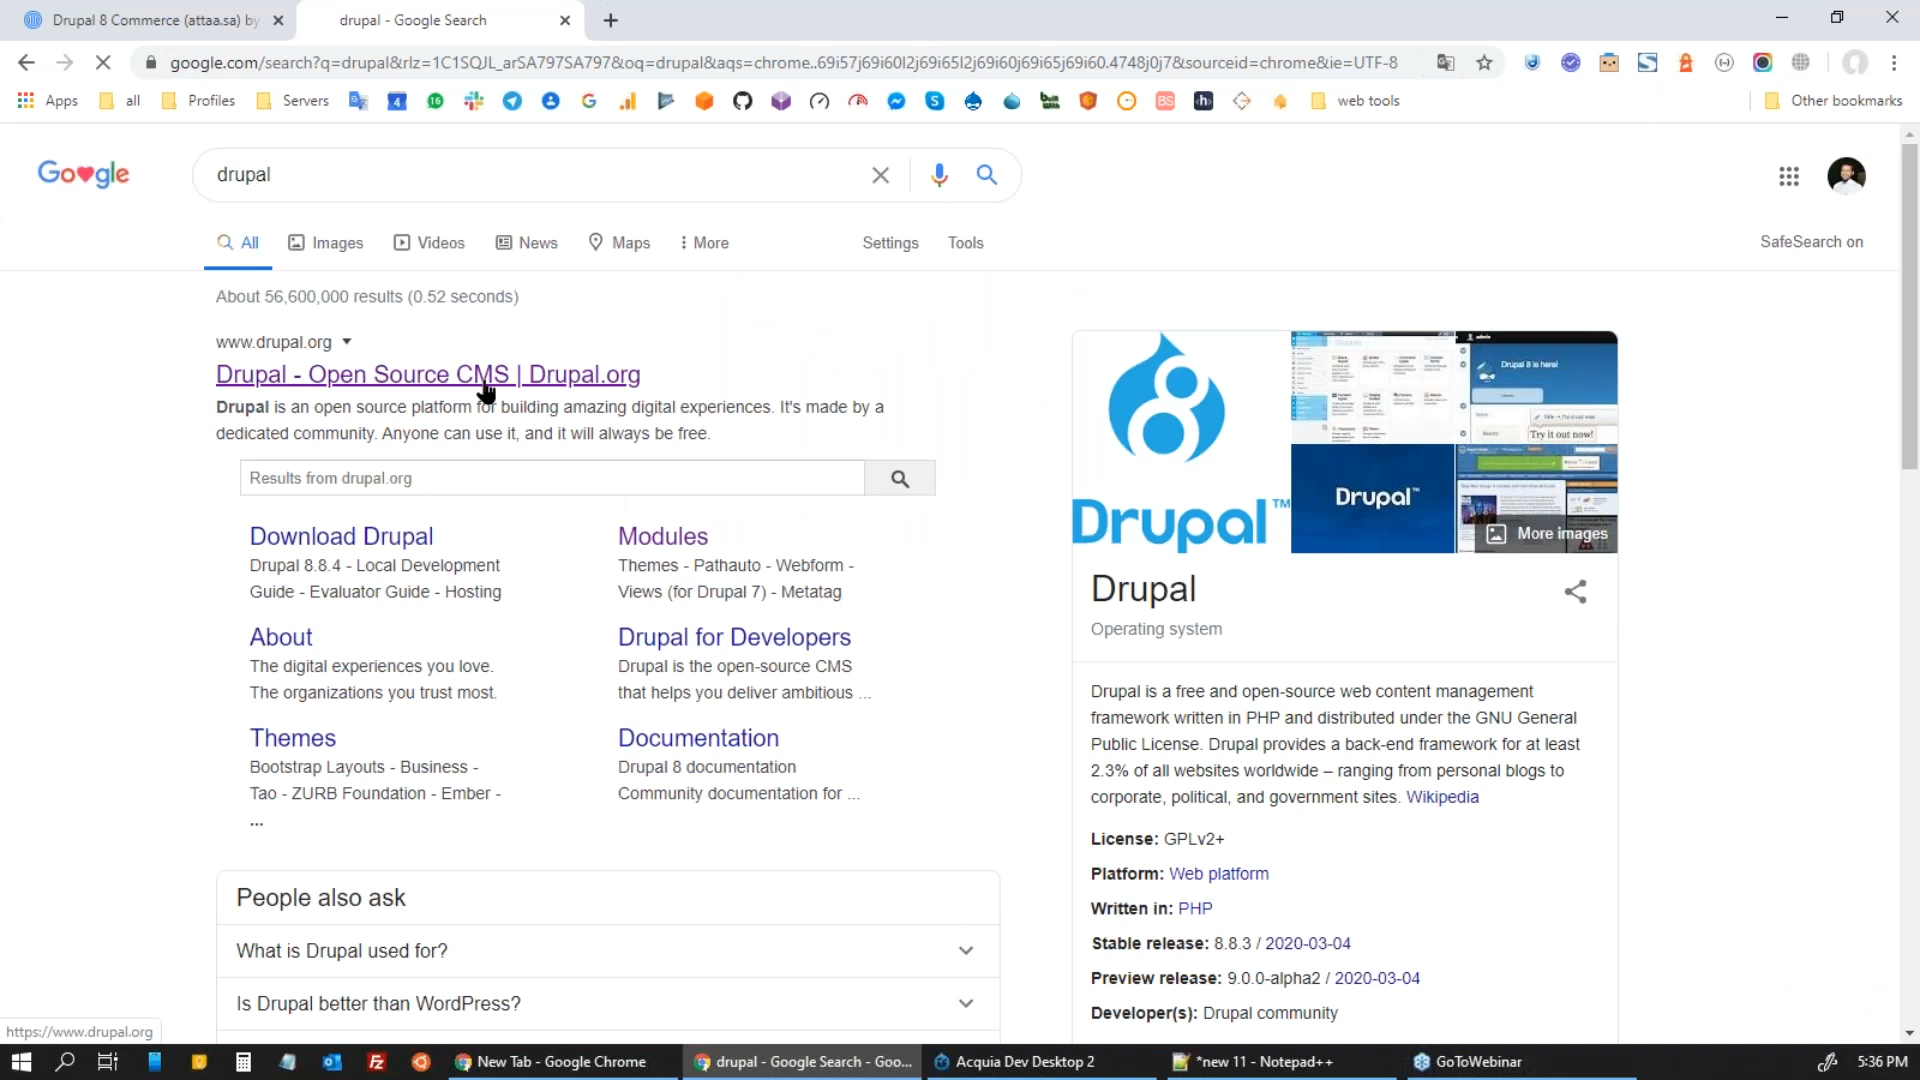 Drupal 8 Commerce (attaa.sa) by
drupal - Google Search
google.com/search?q=drupal&rlz=1C1SQJL_arSA797SA797&oq=drupal&aqs=chrome..69i57j69i60l2j69i65l2j69i60j69i65j69i60.4748j0j7&sourceid=chrome&ie=UTF-8
Apps all Profiles Servers web tools Other bookmarks
drupal
All Images Videos News Maps More Settings Tools
SafeSearch on
About 56,600,000 results (0.52 seconds)
www.drupal.org
Drupal - Open Source CMS | Drupal.org
Drupal is an open source platform for building amazing digital experiences. It's made by a
dedicated community. Anyone can use it, and it will always be free.
Results from drupal.org
Download Drupal
Drupal 8.8.4 - Local Development
Guide - Evaluator Guide - Hosting
Modules
Themes - Pathauto - Webform -
Views (for Drupal 7) - Metatag
About
The digital experiences you love.
The organizations you trust most.
Drupal for Developers
Drupal is the open-source CMS
that helps you deliver ambitious ...
Themes
Bootstrap Layouts - Business -
Tao - ZURB Foundation - Ember -
...
Documentation
Drupal 8 documentation
Community documentation for ...
People also ask
What is Drupal used for?
Is Drupal better than WordPress?
Drupal™
Drupal™
Drupal 8 is here!
Try it out now!
More images
Drupal
Operating system
Drupal is a free and open-source web content management
framework written in PHP and distributed under the GNU General
Public License. Drupal provides a back-end framework for at least
2.3% of all websites worldwide – ranging from personal blogs to
corporate, political, and government sites. Wikipedia
License: GPLv2+
Platform: Web platform
Written in: PHP
Stable release: 8.8.3 / 2020-03-04
Preview release: 9.0.0-alpha2 / 2020-03-04
Developer(s): Drupal community
https://www.drupal.org
New Tab - Google Chrome
drupal - Google Search - Goo...
Acquia Dev Desktop 2
*new 11 - Notepad++
GoToWebinar
5:36 PM